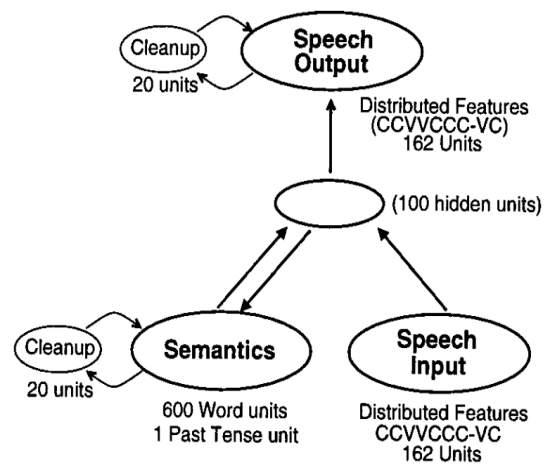 Cleanup
20 units
Speech
Output
Distributed Features
(CCVVCCC-VC)
162 Units
(100 hidden units)
Cleanup
20 units
Semantics
600 Word units
1 Past Tense unit
Speech
Input
Distributed Features
CCVVCCC-VC
162 Units